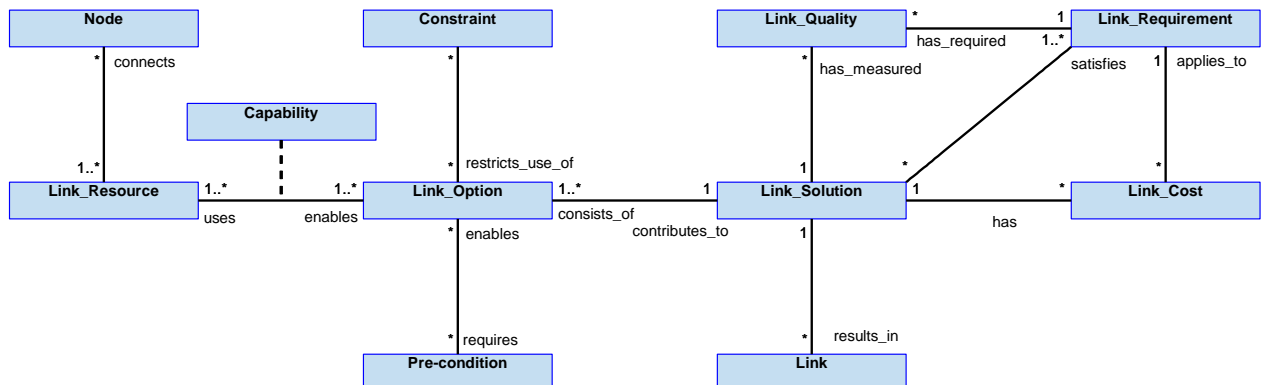 Node
Constraint
Link_Quality
*
1
Link_Requirement
has_required
1..*
*
connects
*
*
has_measured
satisfies
1
applies_to
Capability
1..*
*
restricts_use_of
1
*
*
Link_Resource
1..*
1..*
Link_Option
1..*
1
Link_Solution
1
*
Link_Cost
uses
enables
consists_of
contributes_to
has
*
enables
1
*
requires
*
results_in
Pre-condition
Link